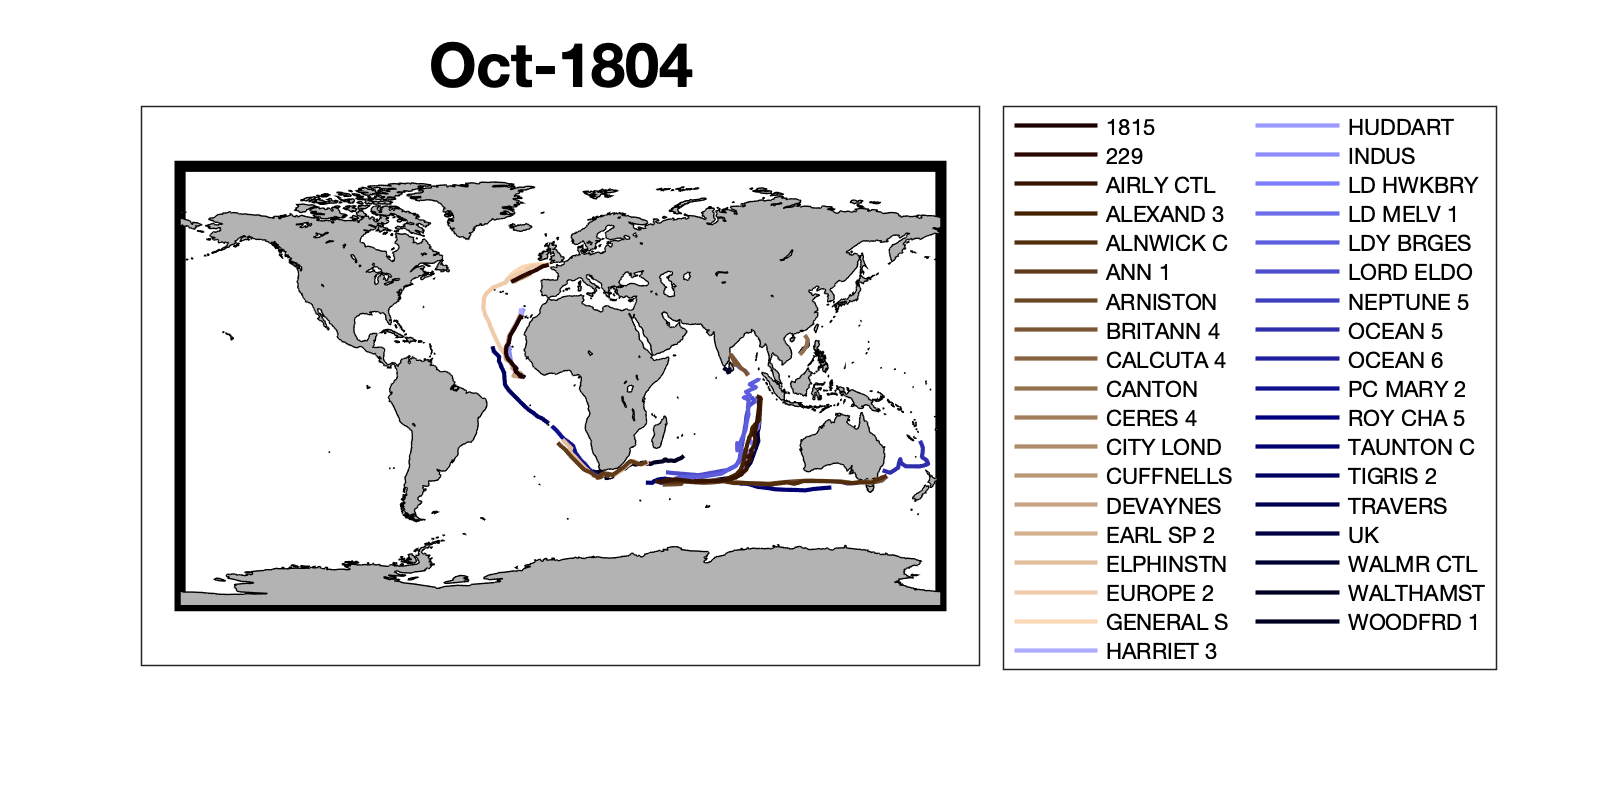 Oct-1804
1815
229
AIRLY CTL
ALEXAND 3
ALNWICK C
ANN 1
ARNISTON
BRITANN 4
CALCUTA 4
CANTON
CERES 4
CITY LOND
CUFFNELLS
DEVAYNES
EARL SP 2
ELPHINSTN
EUROPE 2
GENERAL S
HARRIET 3
HUDDART
INDUS
LD HWKBRY
LD MELV 1
LDY BRGES
LORD ELDO
NEPTUNE 5
OCEAN 5
OCEAN 6
PC MARY 2
ROY CHA 5
TAUNTON C
TIGRIS 2
TRAVERS
UK
WALMR CTL
WALTHAMST
WOODFRD 1